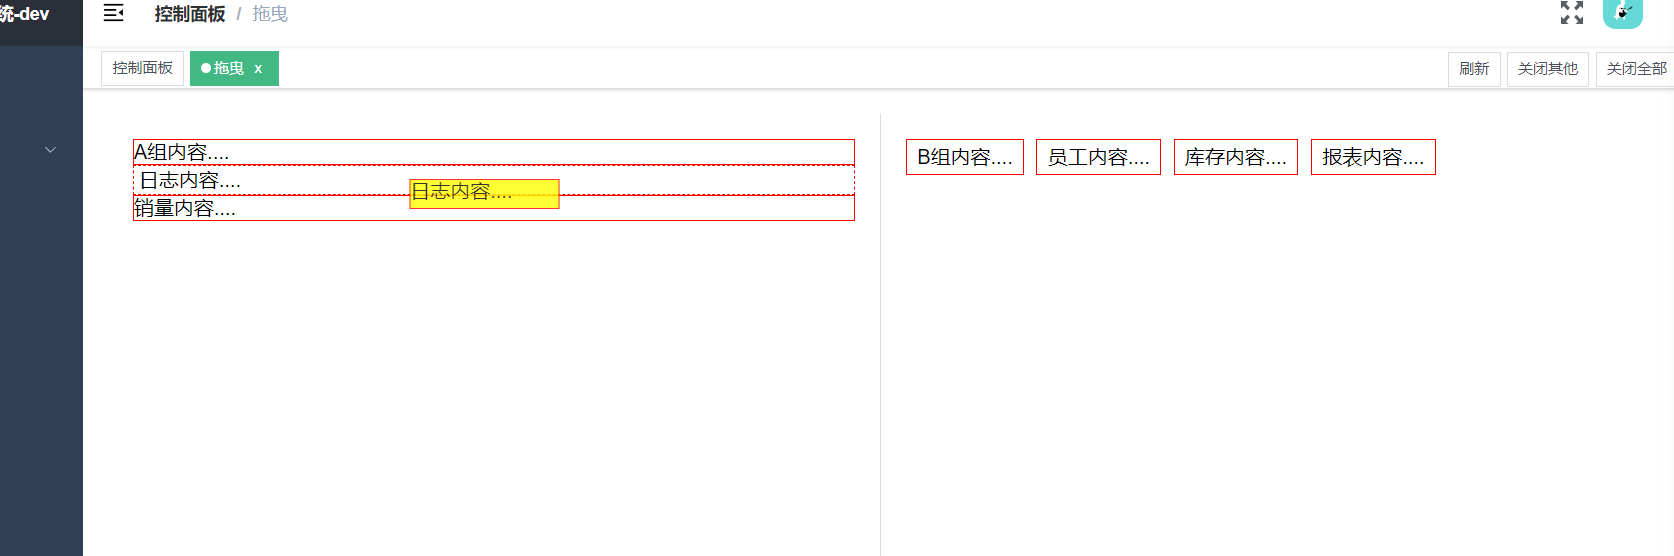 统-dev
控制面板 / 拖曳
控制面板
拖曳 x
刷新
关闭其他
关闭全部
A组内容....
日志内容....
日志内容....
销量内容....
B组内容....
员工内容....
库存内容....
报表内容....